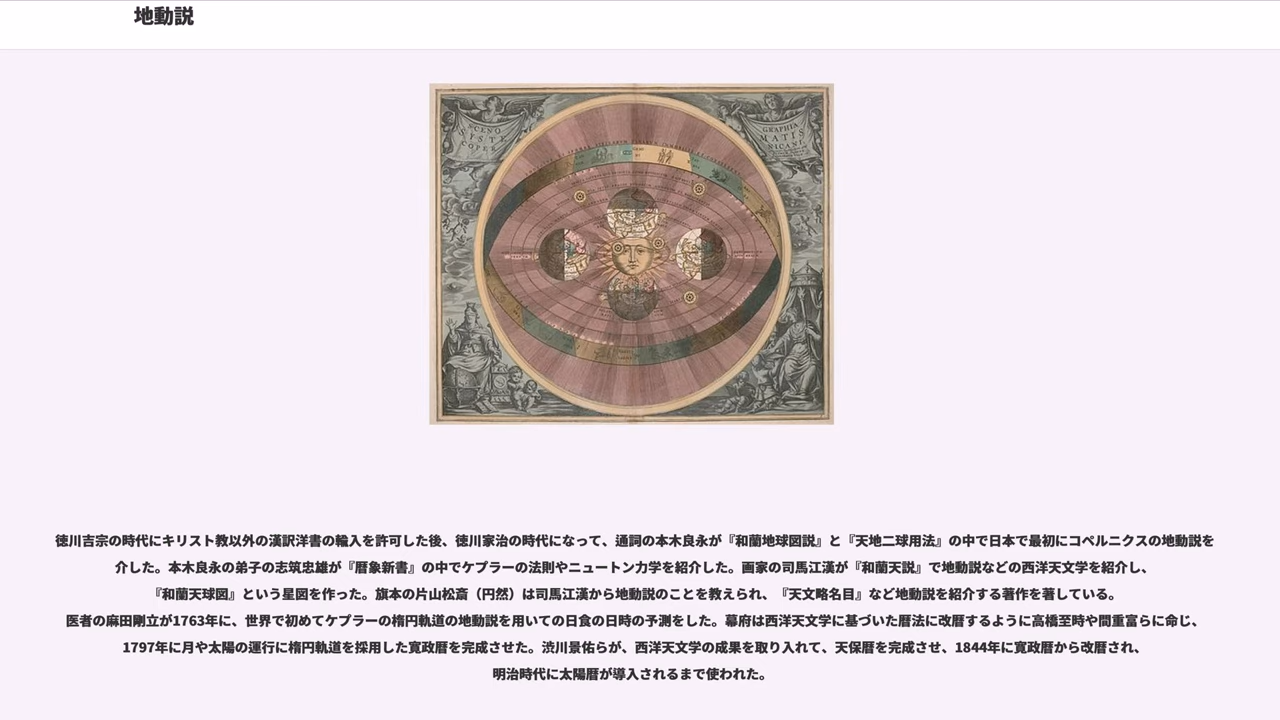 地動説
SCENO
SISTE
COPER
GRAPHIA
MATIS
NICANI
徳川吉宗の時代にキリスト教以外の漢訳洋書の輸入を許可した後、徳川家治の時代になって、通詞の本木良永が『和蘭地球図説』と『天地二球用法』の中で日本で最初にコペルニクスの地動説を
介した。本木良永の弟子の志筑忠雄が『暦象新書』の中でケプラーの法則やニュートン力学を紹介した。画家の司馬江漢が『和蘭天説』で地動説などの西洋天文学を紹介し、
『和蘭天球図』という星図を作った。旗本の片山松斎（円然）は司馬江漢から地動説のことを教えられ、『天文略名目』など地動説を紹介する著作を著している。
医者の麻田剛立が1763年に、世界で初めてケプラーの楕円軌道の地動説を用いての日食の日時の予測をした。幕府は西洋天文学に基づいた暦法に改暦するように高橋至時や間重富らに命じ、
1797年に月や太陽の運行に楕円軌道を採用した寛政暦を完成させた。渋川景佑らが、西洋天文学の成果を取り入れて、天保暦を完成させ、1844年に寛政暦から改暦され、
明治時代に太陽暦が導入されるまで使われた。